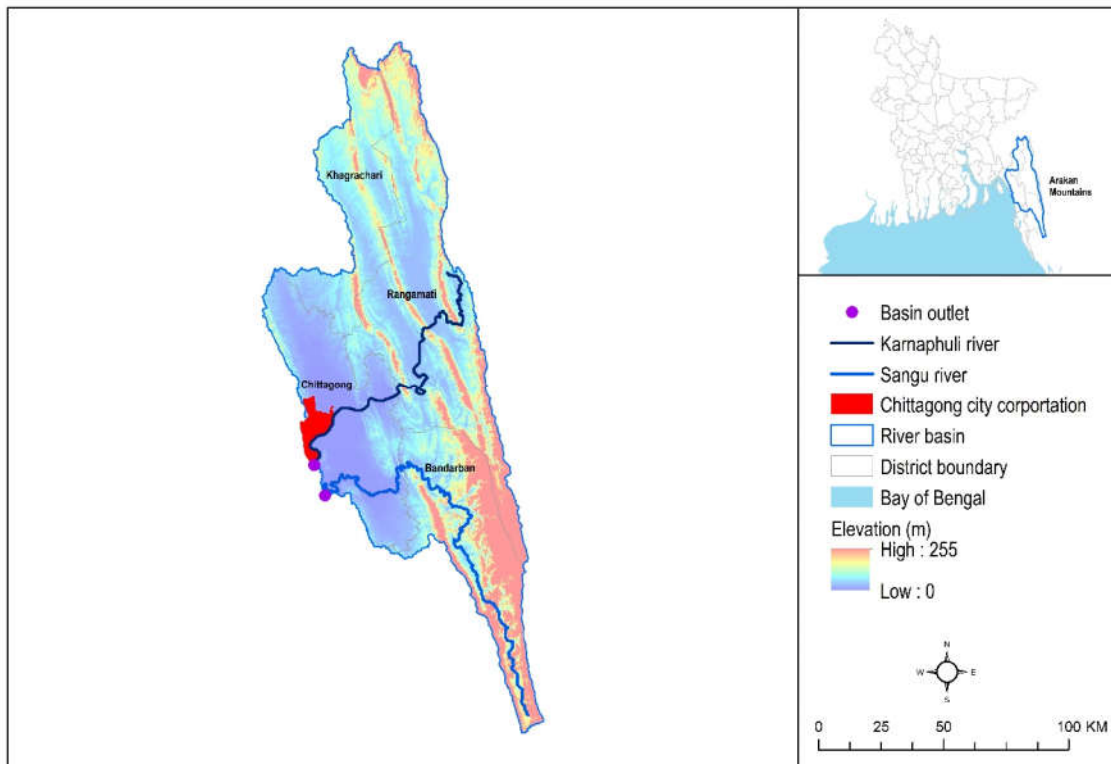 Khagrachari
Rangamati
Chittagong
Bandarban
Arakan
Mountains
Basin outlet
Karnaphuli river
Sangu river
Chittagong city corportation
River basin
District boundary
Bay of Bengal
Elevation (m)
High : 255
Low : 0
N
W E
S
0 25 50 100 KM